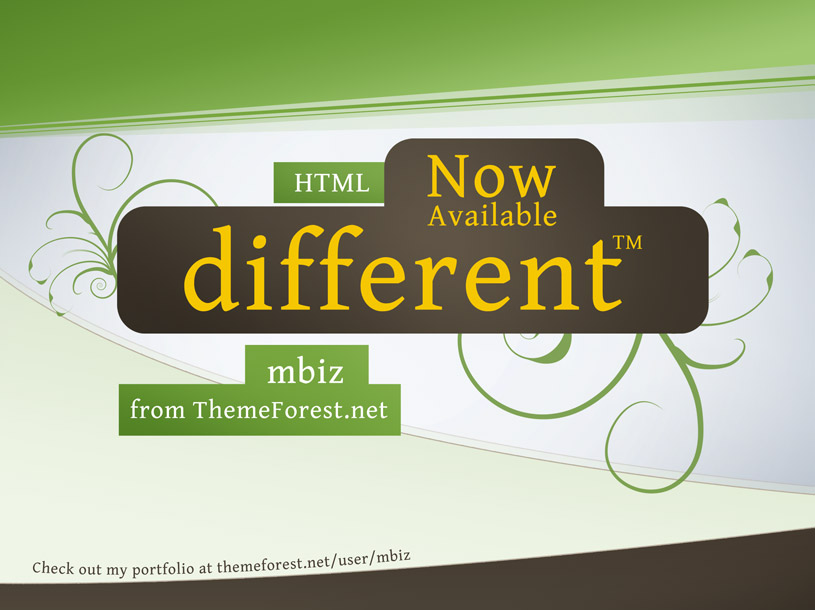 HTML
Now
Available
different™
mbiz
from ThemeForest.net
Check out my portfolio at themeforest.net/user/mbiz